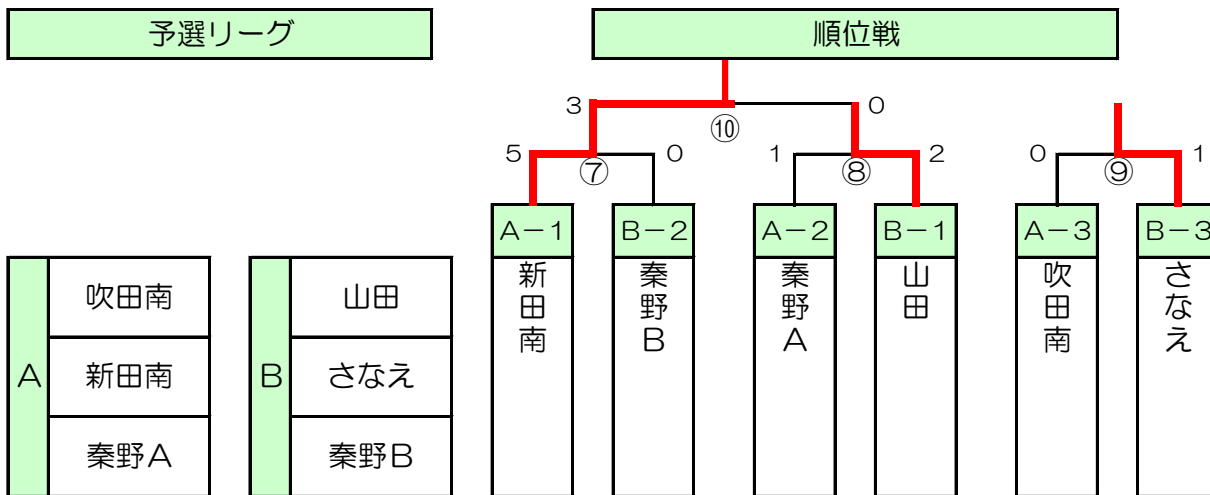 予選リーグ
順位戦
3 ⑩ 0
5 ⑦ 0 1 ⑧ 2 0 ⑨ 1
A-1 B-2 A-2 B-1 A-3 B-3
新田南
秦野B
秦野A
山田
吹田南
さなえ
A
吹田南
新田南
秦野A
B
山田
さなえ
秦野B